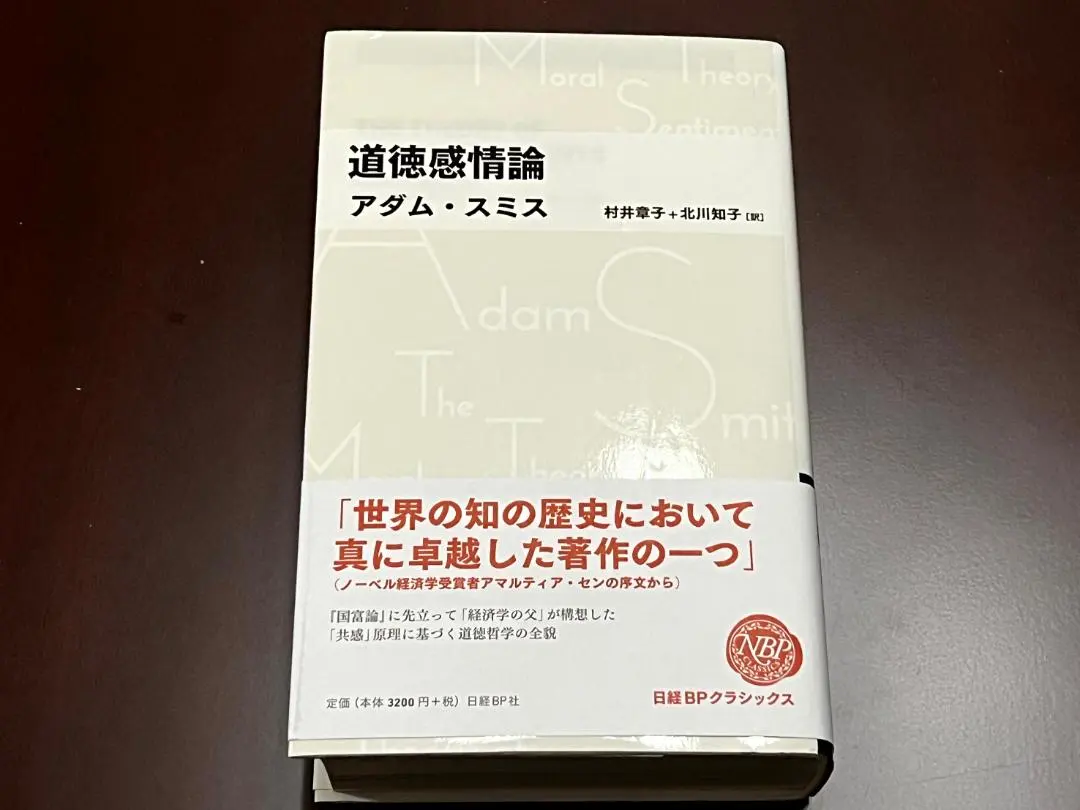 Moral Theory
Sentimen
道徳感情論
アダム・スミス
村井章子+北川知子[訳]
Adam Smit
The
「世界の知の歴史において
真に卓越した著作の一つ」
(ノーベル経済学受賞者アマルティア・センの序文から)
『国富論』に先立って「経済学の父」が構想した
「共感」原理に基づく道徳哲学の全貌
NBP
CLASSICS
定価(本体3200円+税)日経BP社
日経BPクラシックス